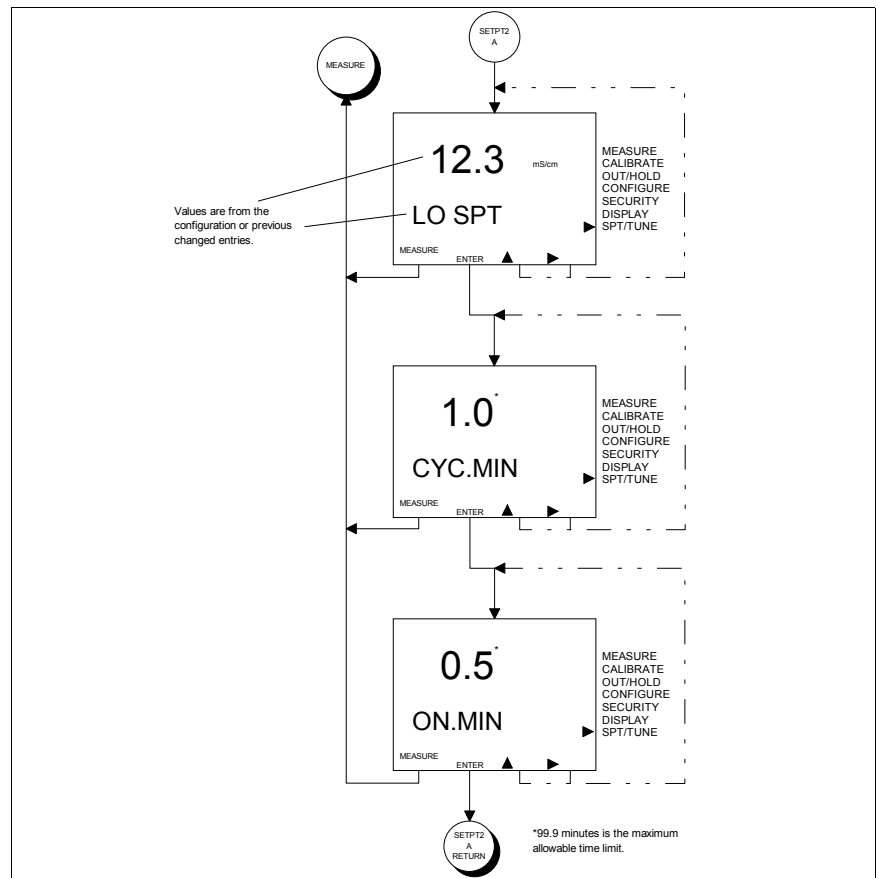 SETPT2
A
MEASURE
12.3 mS/cm
LO SPT
MEASURE
ENTER
MEASURE
CALIBRATE
OUT/HOLD
CONFIGURE
SECURITY
DISPLAY
SPT/TUNE
Values are from the
configuration or previous
changed entries.
1.0*
CYC.MIN
MEASURE
ENTER
MEASURE
CALIBRATE
OUT/HOLD
CONFIGURE
SECURITY
DISPLAY
SPT/TUNE
0.5*
ON.MIN
MEASURE
ENTER
MEASURE
CALIBRATE
OUT/HOLD
CONFIGURE
SECURITY
DISPLAY
SPT/TUNE
SETPT2
A
RETURN
*99.9 minutes is the maximum
allowable time limit.